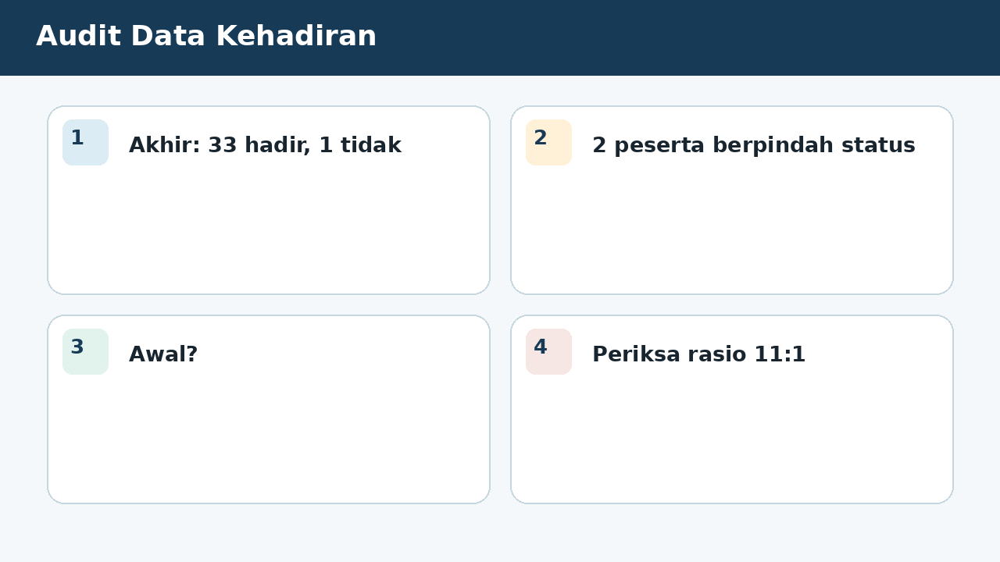 Audit Data Kehadiran
1
Akhir: 33 hadir, 1 tidak
2
2 peserta berpindah status
3
Awal?
4
Periksa rasio 11:1